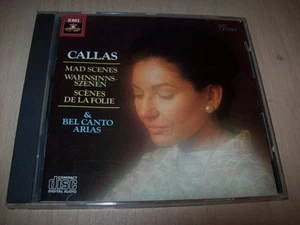 EMI
CALLAS
MAD SCENES
WAHNSINNS-
SZENEN
SCÈNES
DE LA FOLIE
&
BEL CANTO
ARIAS
COMPACT
disc
DIGITAL AUDIO